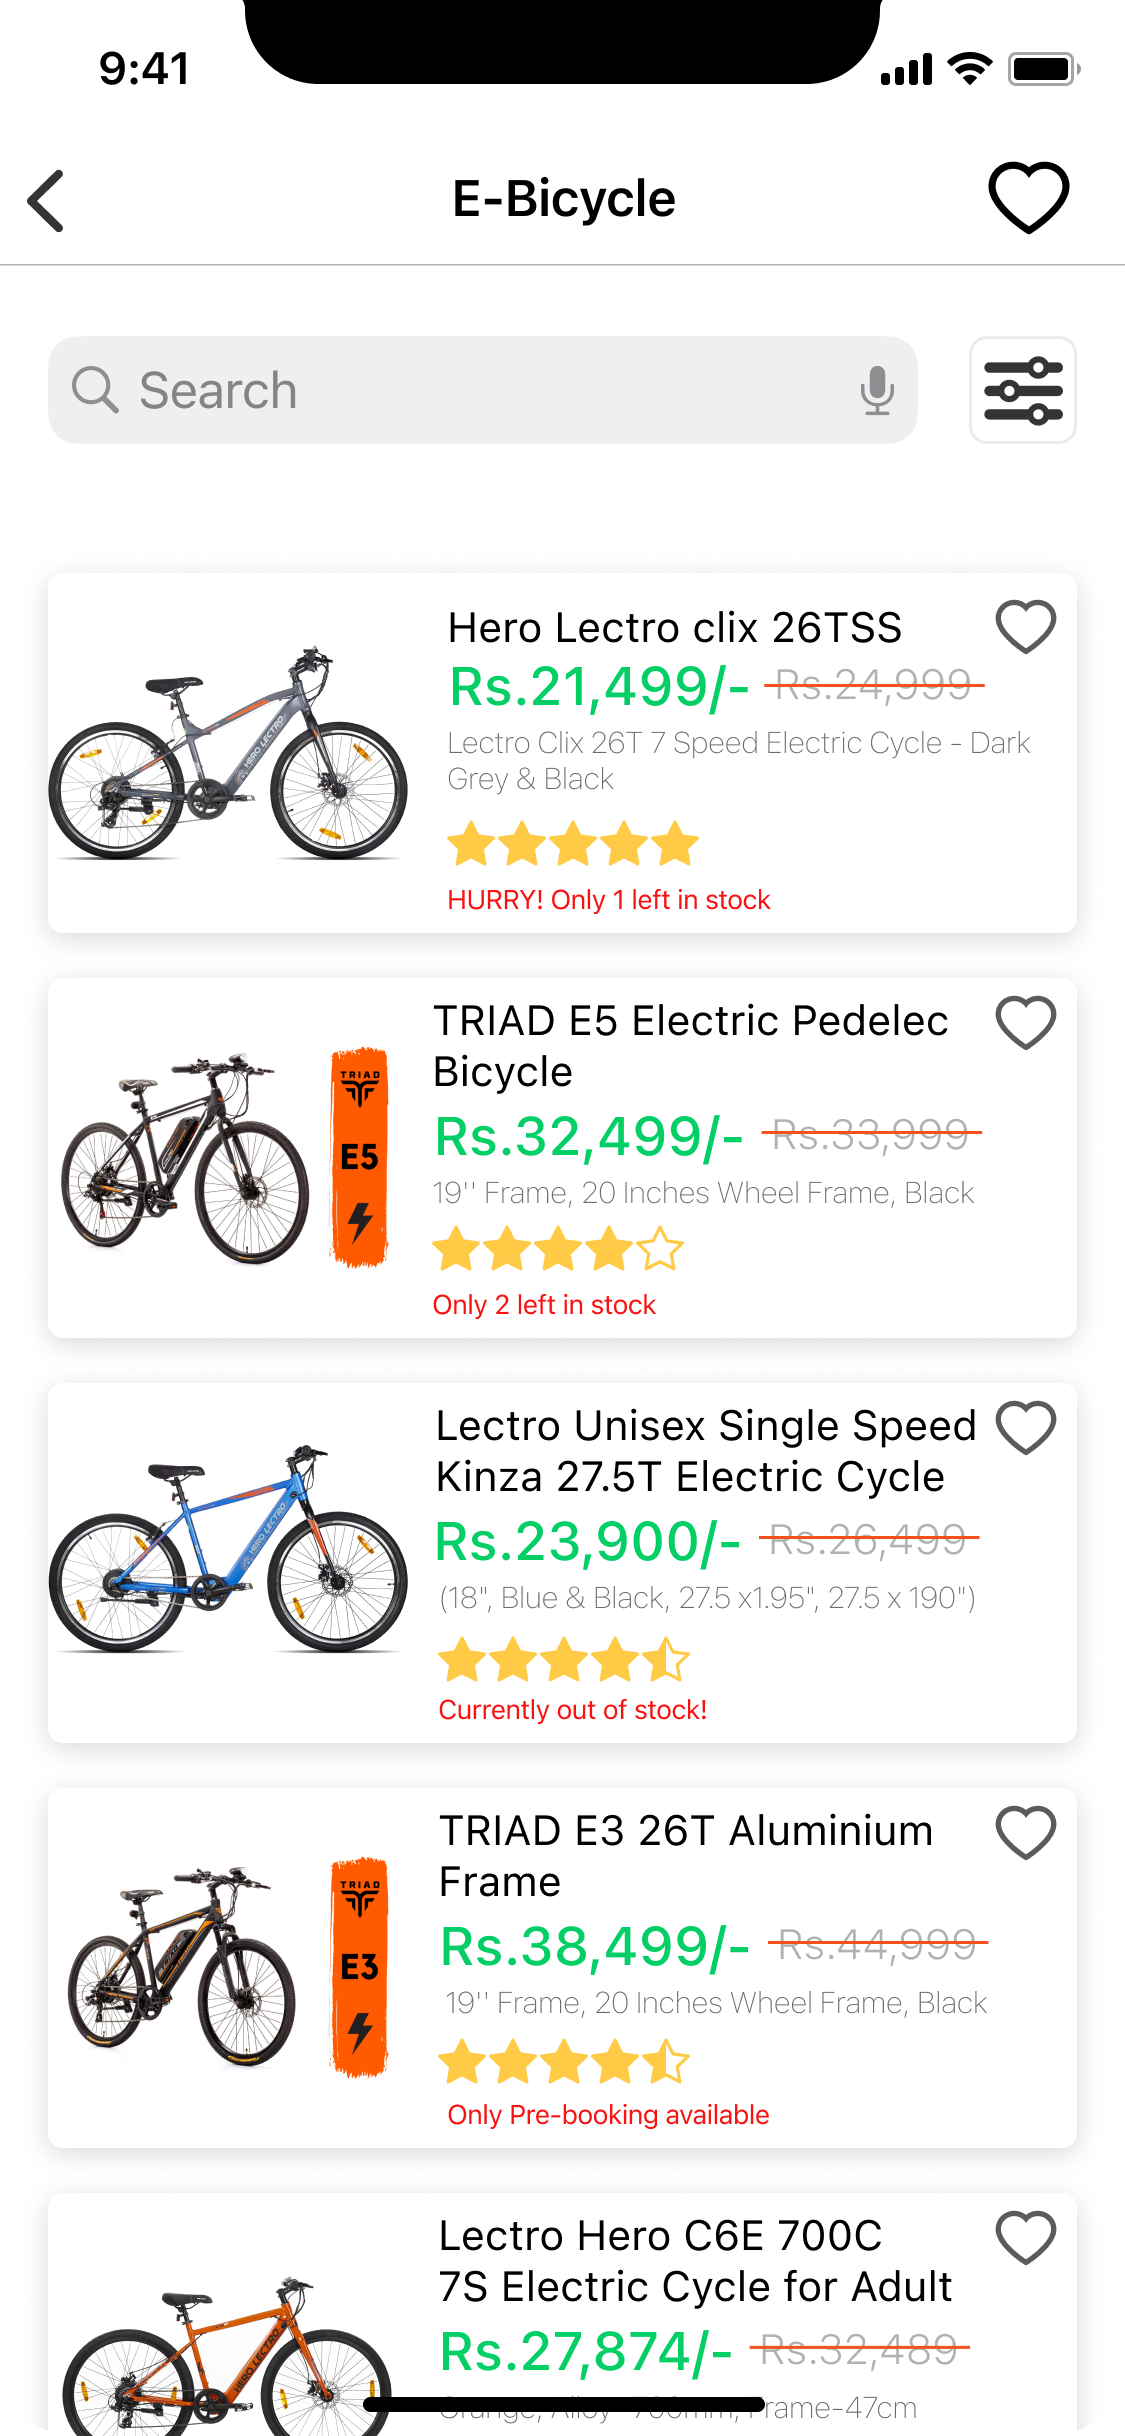 9:41
E-Bicycle
Search
Hero Lectro clix 26TSS
Rs.21,499/- Rs.24,999
Lectro Clix 26T 7 Speed Electric Cycle - Dark
Grey & Black
HURRY! Only 1 left in stock
HERO LECTRO
TRIAD E5 Electric Pedelec
Bicycle
Rs.32,499/- Rs.33,999
19'' Frame, 20 Inches Wheel Frame, Black
Only 2 left in stock
TRIAD
E5
Lectro Unisex Single Speed
Kinza 27.5T Electric Cycle
Rs.23,900/- Rs.26,499
(18", Blue & Black, 27.5 x1.95", 27.5 x 190")
Currently out of stock!
HERO LECTRO
TRIAD E3 26T Aluminium
Frame
Rs.38,499/- Rs.44,999
19'' Frame, 20 Inches Wheel Frame, Black
Only Pre-booking available
TRIAD
E3
Lectro Hero C6E 700C
7S Electric Cycle for Adult
Rs.27,874/- Rs.32,489
HERO LECTRO
Orange, Alloy - 700mm, Frame-47cm